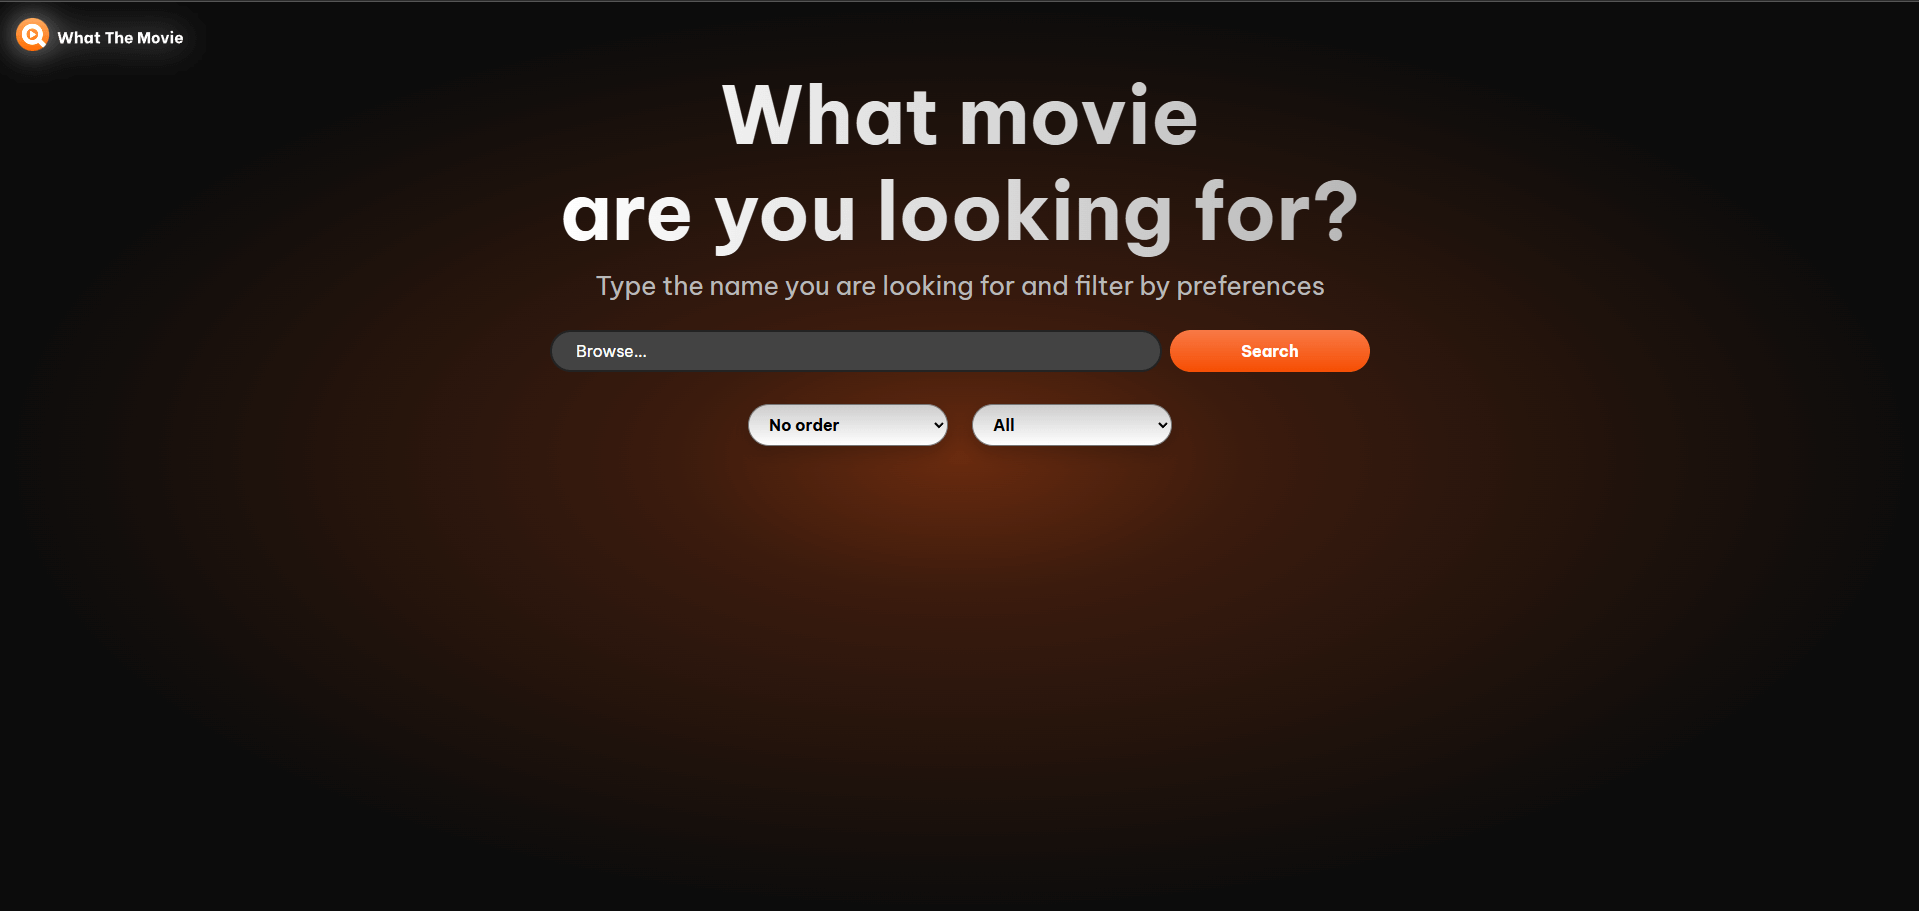 What The Movie
What movie
are you looking for?
Type the name you are looking for and filter by preferences
Browse...
Search
No order
All